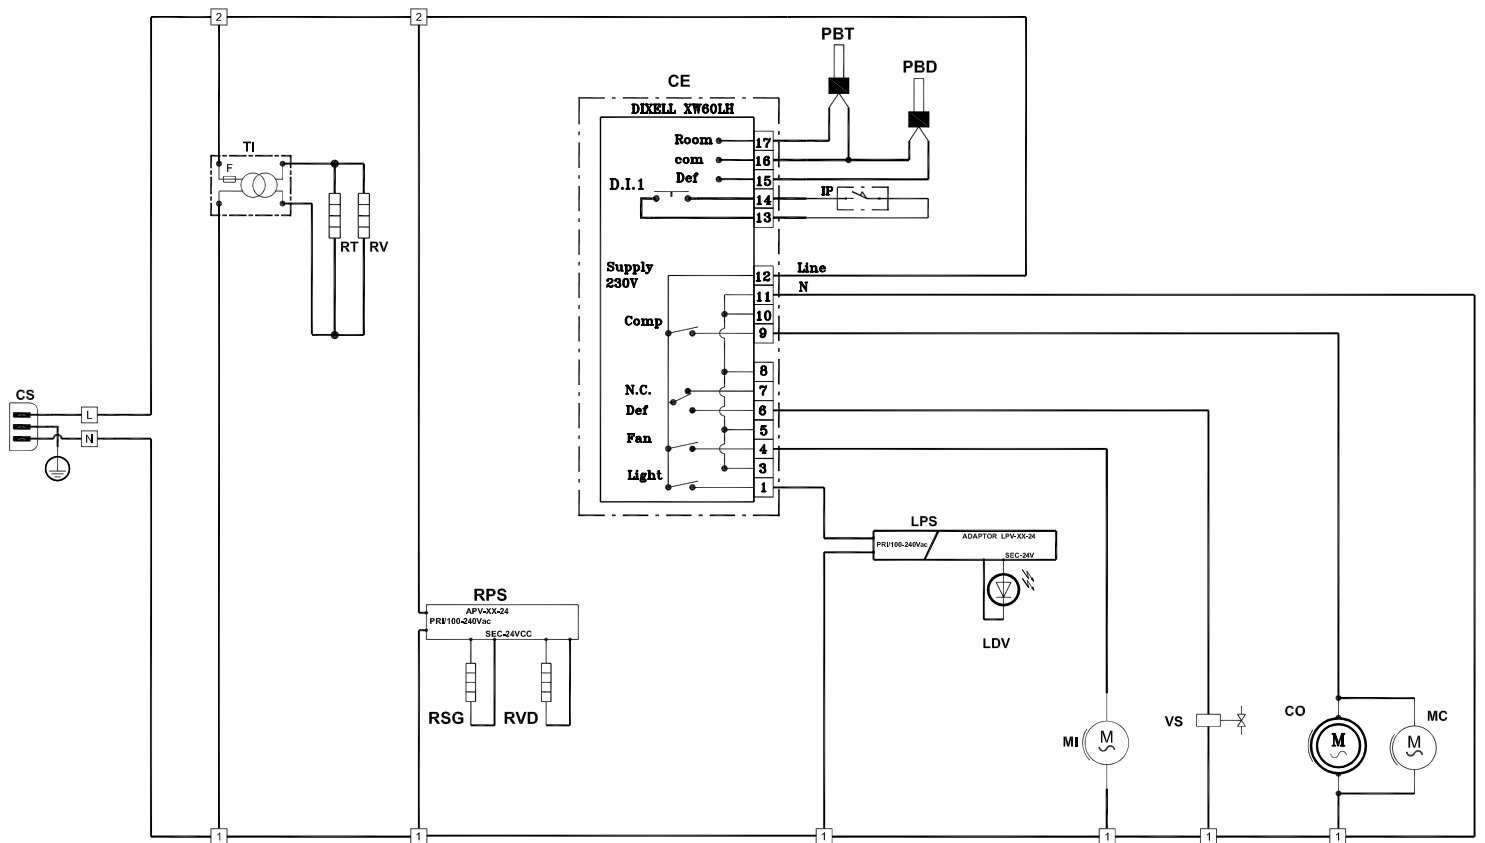 2
2
PBT
PBD
CE
DIXELL XW60LH
TI
F
Room
17
com
16
Def
15
D.I.1
14
IP
13
RT
RV
Supply
230V
12
Line
11
N
10
Comp
9
8
N.C.
7
Def
6
5
Fan
4
3
Light
1
CS
L
N
LPS
PRI/100-240Vac
ADAPTOR LPV-XX-24
SEC-24V
LDV
RPS
APV-XX-24
PRI/100-240Vac
SEC-24VCC
RSG
RVD
MI
M
VS
CO
M
MC
M
1
1
1
1
1
1